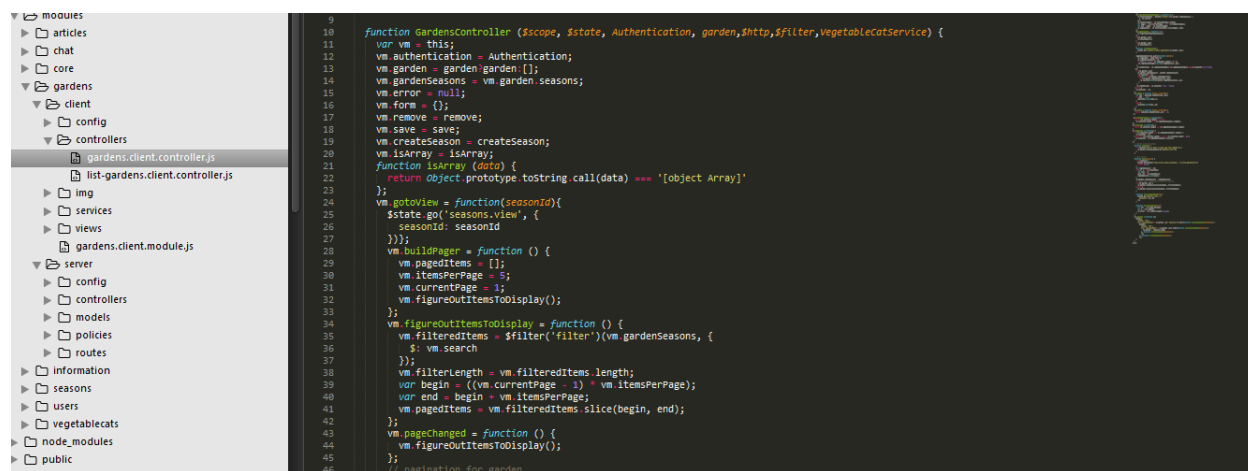 modules
articles
chat
core
gardens
client
config
controllers
gardens.client.controller.js
list-gardens.client.controller.js
img
services
views
gardens.client.module.js
server
config
controllers
models
policies
routes
information
seasons
users
vegetablecats
node_modules
public
9
10 function GardensController ($scope, $state, Authentication, garden,$http,$filter,VegetableCatService) {
11 var vm = this;
12 vm.authentication = Authentication;
13 vm.garden = garden?garden:[];
14 vm.gardenSeasons = vm.garden.seasons;
15 vm.error = null;
16 vm.form = {};
17 vm.remove = remove;
18 vm.save = save;
19 vm.createSeason = createSeason;
20 vm.isArray = isArray;
21 function isArray (data) {
22 return Object.prototype.toString.call(data) === '[object Array]'
23 };
24 vm.gotoView = function(seasonId){
25 $state.go('seasons.view', {
26 seasonId: seasonId
27 })};
28 vm.buildPager = function () {
29 vm.pagedItems = [];
30 vm.itemsPerPage = 5;
31 vm.currentPage = 1;
32 vm.figureOutItemsToDisplay();
33 };
34 vm.figureOutItemsToDisplay = function () {
35 vm.filteredItems = $filter('filter')(vm.gardenSeasons, {
36 $: vm.search
37 });
38 vm.filterLength = vm.filteredItems.length;
39 var begin = ((vm.currentPage - 1) * vm.itemsPerPage);
40 var end = begin + vm.itemsPerPage;
41 vm.pagedItems = vm.filteredItems.slice(begin, end);
42 };
43 vm.pageChanged = function () {
44 vm.figureOutItemsToDisplay();
45 };
46 // pagination for garden